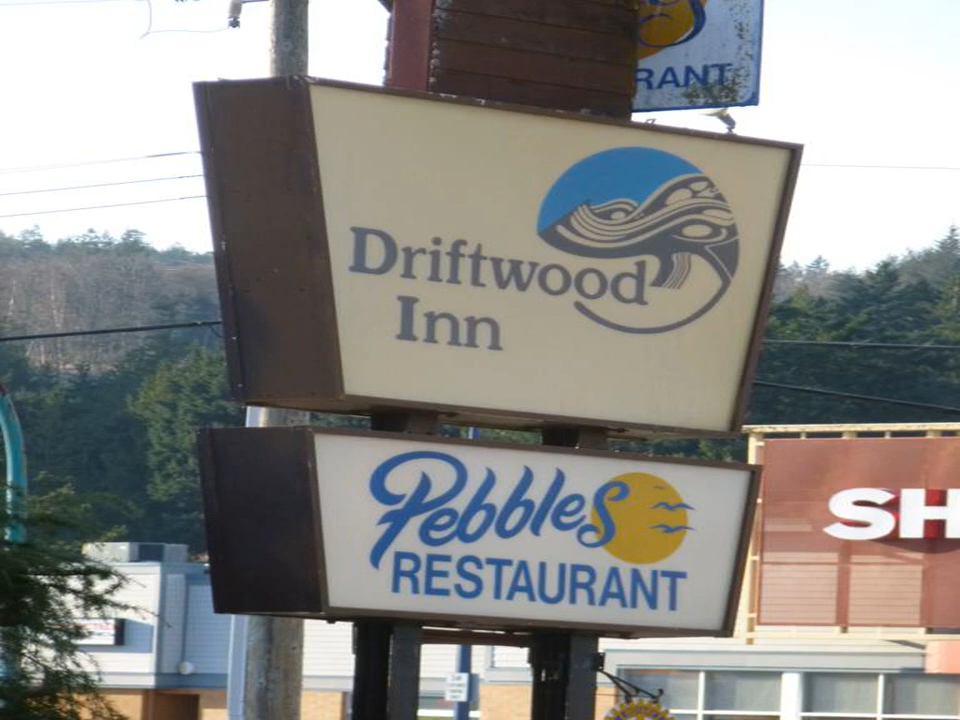 RANT
Driftwood
Inn
Pebbles
RESTAURANT
SH